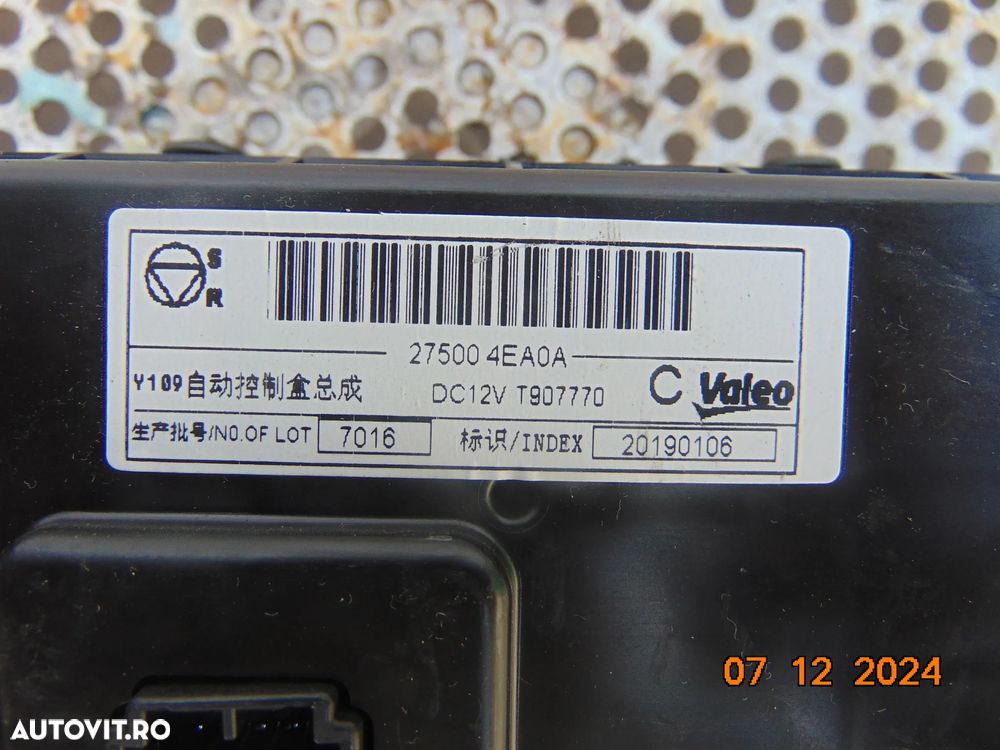 S
R
27500 4EA0A
Y109自动控制盒总成 DC12V T907770 C Valeo
生产批号/NO.OF LOT 7016 标识/INDEX 20190106
07 12 2024
AUTOVIT.RO